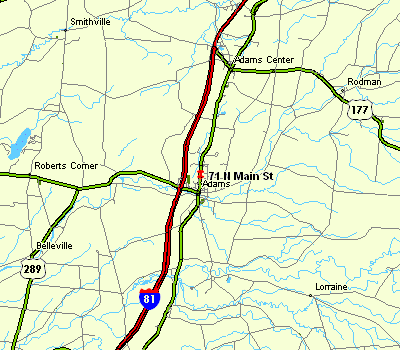 Smithville
Adams Center
Rodman
177
Roberts Corner
71 N Main St
Adams
Belleville
289
Lorraine
81